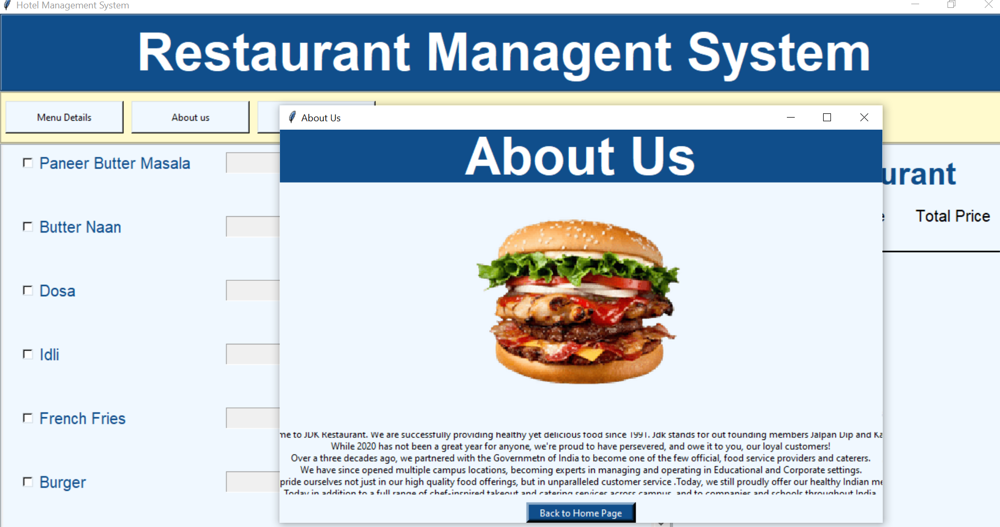 Hotel Management System
Restaurant Managent System
Menu Details
About us
About Us
About Us
Paneer Butter Masala
urant
Total Price
Butter Naan
Dosa
Idli
French Fries
Burger
me to JDK Restaurant. We are successfully providing healthy yet delicious food since 1991. Jdk stands for out founding members Jalpan Dip and Ka
While 2020 has not been a great year for anyone, we're proud to have persevered, and owe it to you, our loyal customers!
Over a three decades ago, we partnered with the Governmetn of India to become one of the few official, food service providers and caterers.
We have since opened multiple campus locations, becoming experts in managing and operating in Educational and Corporate settings.
pride ourselves not just in our high quality food offerings, but in unparalleled customer service .Today, we still proudly offer our healthy Indian me
Today in addition to a full range of chef-inspired takeout and catering services across campus, and to companies and schools throughout India
Back to Home Page